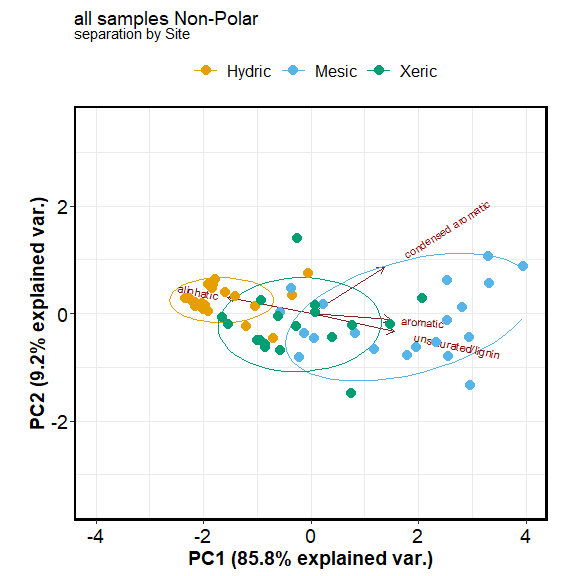 all samples Non-Polar
separation by Site
Hydric Mesic Xeric
condensed aromatic
aliphatic
aromatic
unsaturated/lignin
2
0
-2
-4 -2 0 2 4
PC2 (9.2% explained var.)
PC1 (85.8% explained var.)